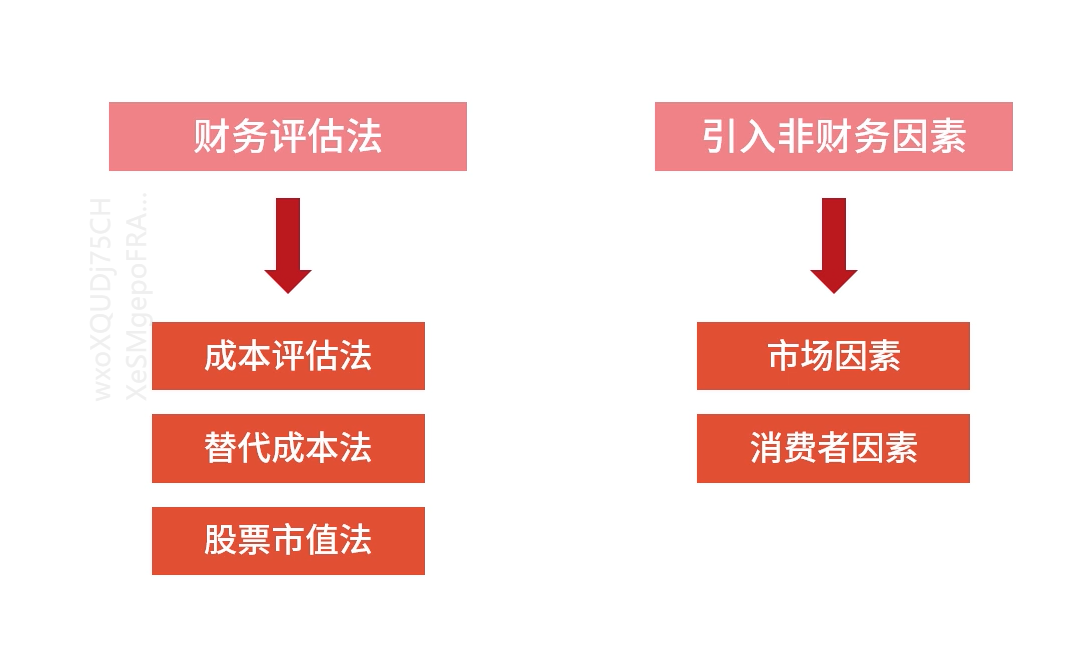 财务评估法
成本评估法
替代成本法
股票市值法
引入非财务因素
市场因素
消费者因素
wxoXQUDj75CH
XeSMgepoFRA...